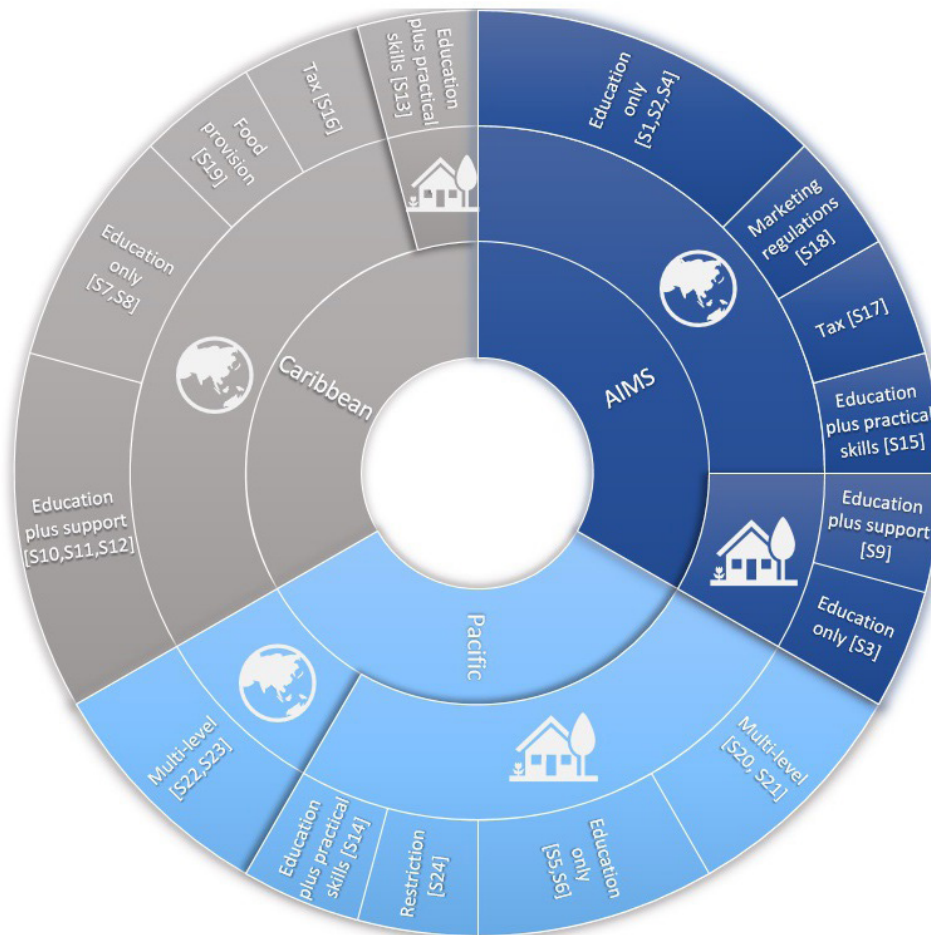 AIMS
Education
only
[S1,S2,S4]
Marketing
regulations
[S18]
Tax [S17]
Education
plus practical
skills [S15]
Education
plus support
[S9]
Education
only [S3]
Pacific
Multi-level
[S20, S21]
Education
only
[S5,S6]
Restriction
[S24]
Education
plus practical
skills [S14]
Multi-level
[S22,S23]
Caribbean
Education
plus support
[S10,S11,S12]
Education
only
[S7,S8]
Food
provision
[S19]
Tax [S16]
Education
plus practical
skills [S13]